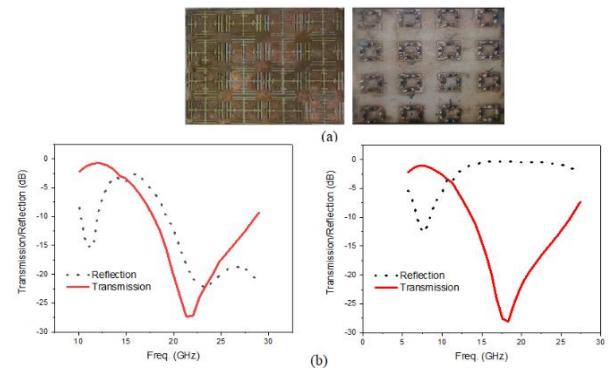 (a)
0
-5
-10
-15
-20
-25
-30
10
15
20
25
30
Transmission/Reflection (dB)
Reflection
Transmission
Freq. (GHz)
0
-5
-10
-15
-20
-25
-30
0
5
10
15
20
25
30
Transmission/Reflection (dB)
Reflection
Transmission
Freq. (GHz)
(b)